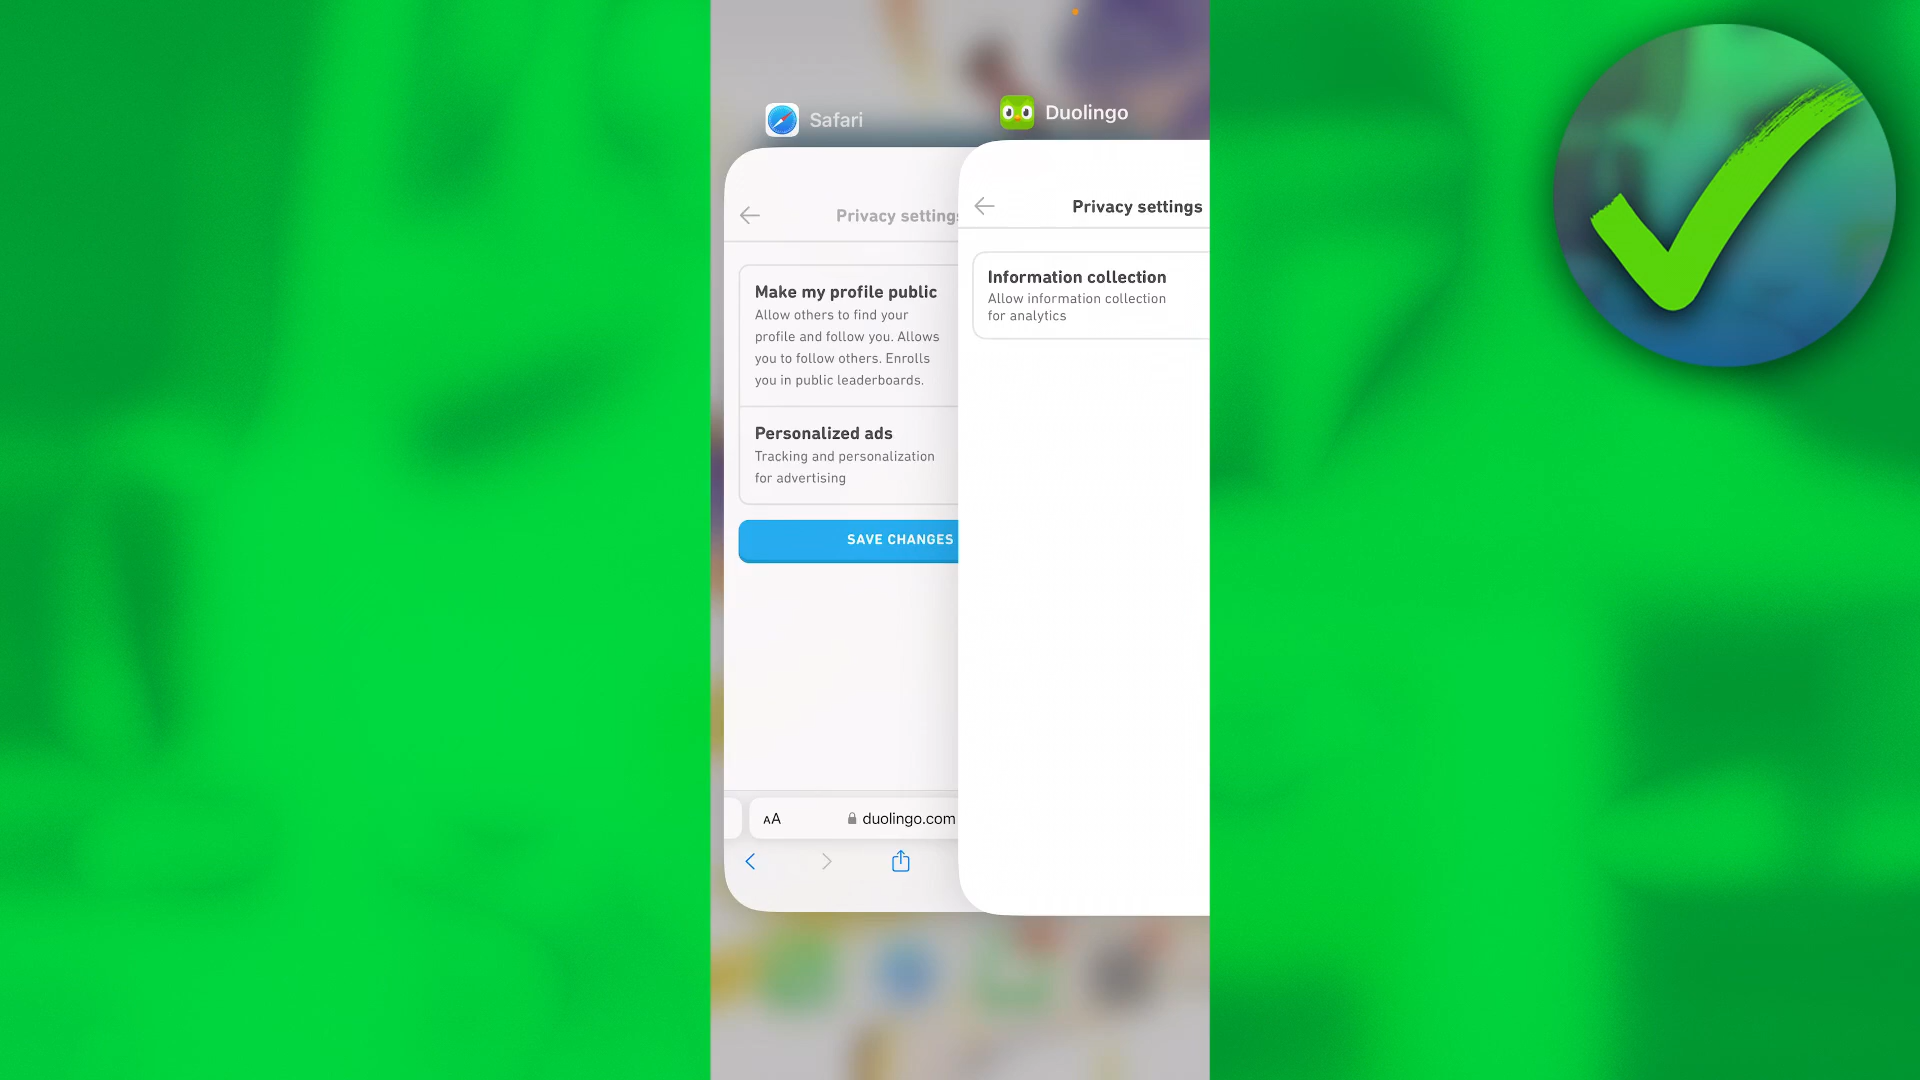 Safari
Privacy settings
Make my profile public
Allow others to find your
profile and follow you. Allows
you to follow others. Enrolls
you in public leaderboards.
Personalized ads
Tracking and personalization
for advertising
SAVE CHANGES
AA
duolingo.com
Duolingo
Privacy settings
Information collection
Allow information collection
for analytics